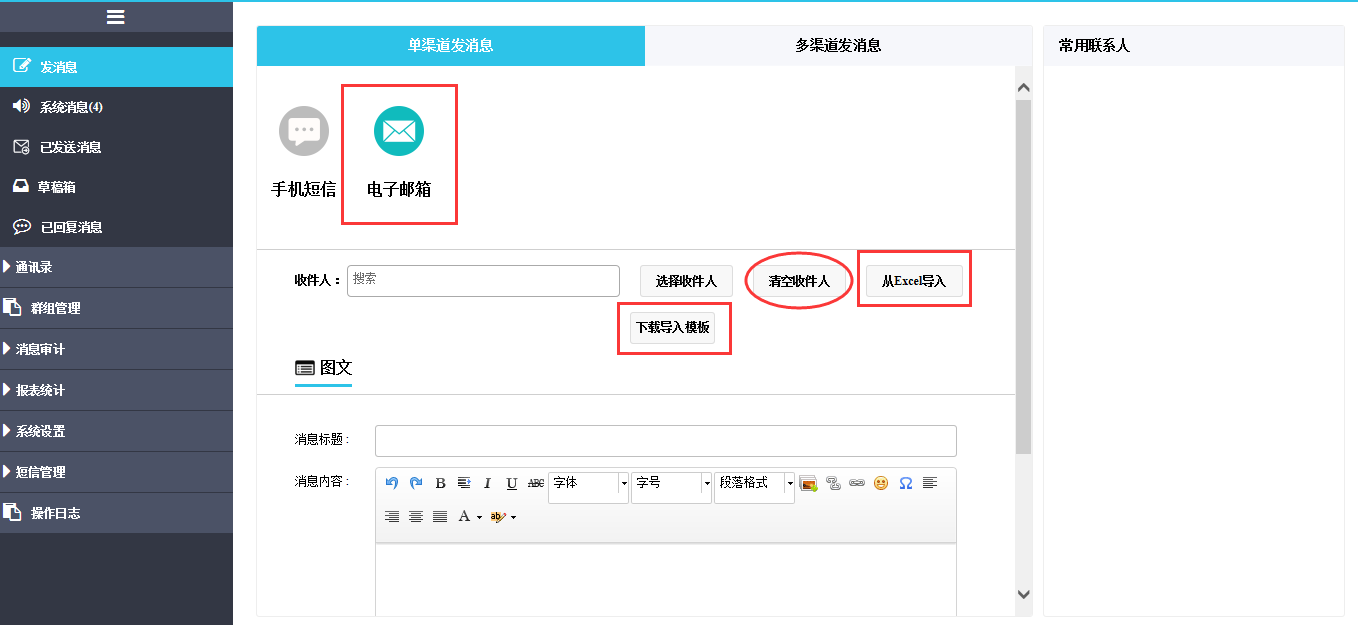 发消息
系统消息(4)
已发送消息
草稿箱
已回复消息
通讯录
群组管理
消息审计
报表统计
系统设置
短信管理
操作日志
单渠道发消息 多渠道发消息
手机短信 电子邮箱
收件人： 搜索 选择收件人 清空收件人 从Excel导入
下载导入模板
图文
消息标题：
消息内容：
B I U ABC 字体 字号 段落格式 Ω
A ab
常用联系人